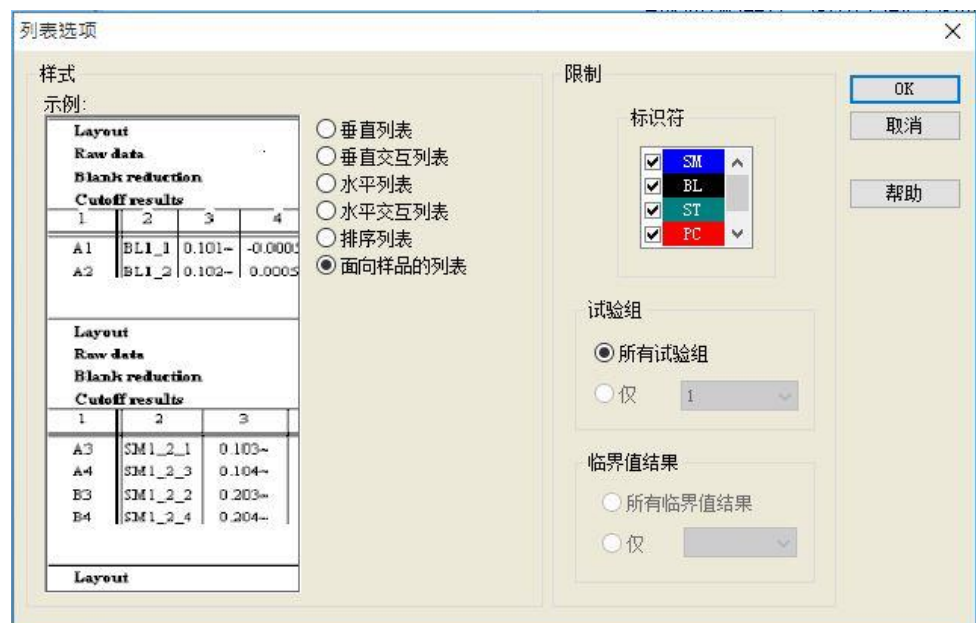 列表选项
样式
示例:
Layout
Raw data
Blank reduction
Cutoff results
1 2 3 4
A1 BL1_1 0.101~ -0.0005
A2 BL1_2 0.102~ 0.0005
Layout
Raw data
Blank reduction
Cutoff results
1 2 3
A3 SM1_2_1 0.103~
A4 SM1_2_3 0.104~
B3 SM1_2_2 0.203~
B4 SM1_2_4 0.204~
Layout
垂直列表
垂直交互列表
水平列表
水平交互列表
排序列表
面向样品的列表
限制
标识符
SM
BL
ST
PC
试验组
所有试验组
仅 1
临界值结果
所有临界值结果
仅
OK
取消
帮助